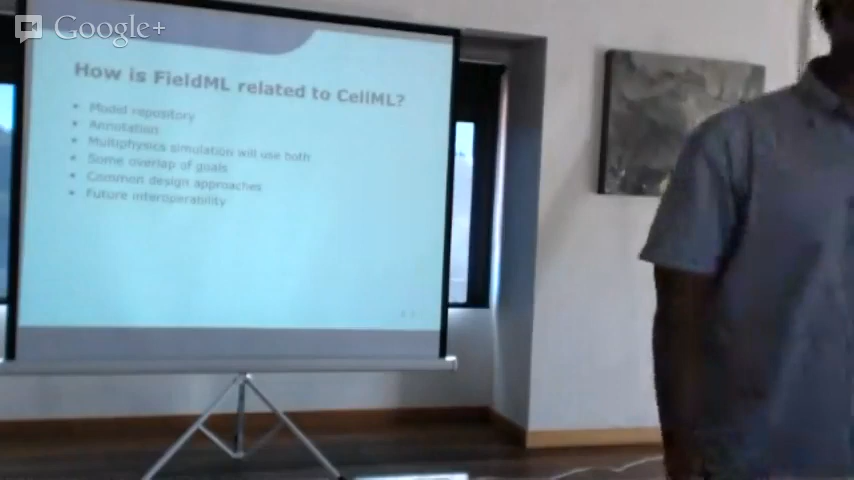 Google+
How is FieldML related to CellML?
Model repository
Annotation
Multiphysics simulation will use both
Some overlap of goals
Common design approaches
Future interoperability